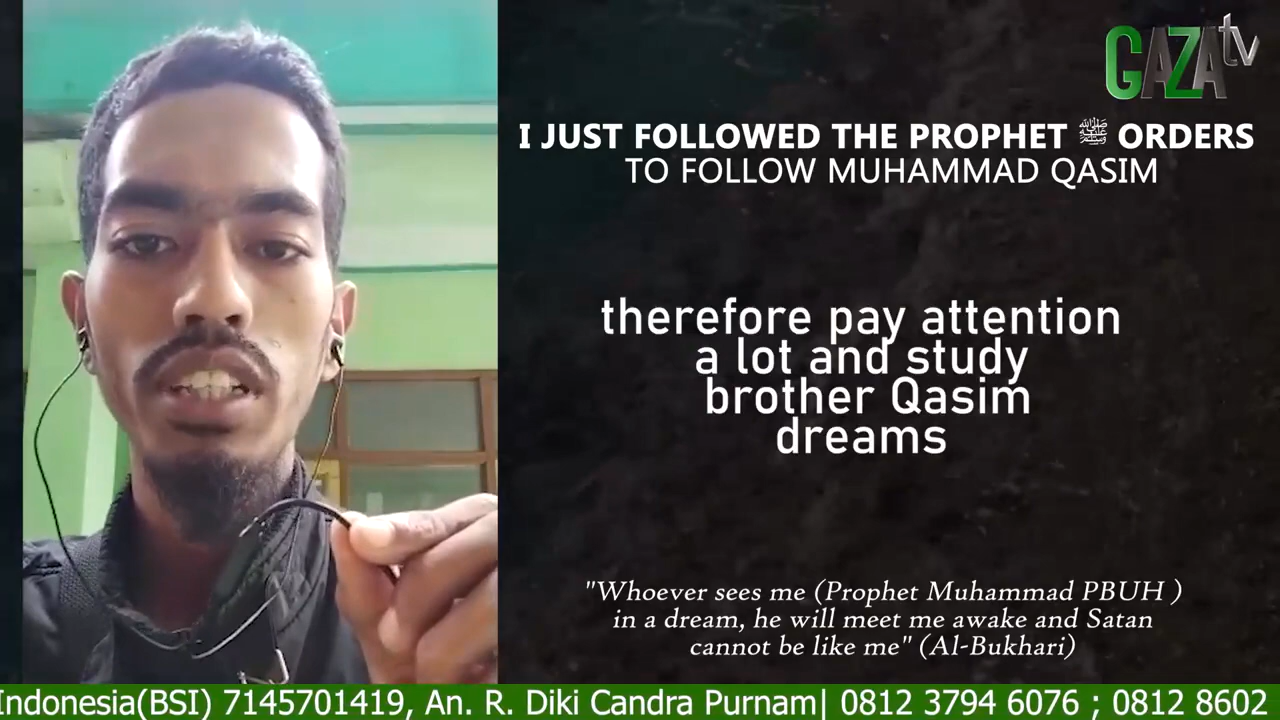 GAZA tv
I JUST FOLLOWED THE PROPHET ﷺ ORDERS
TO FOLLOW MUHAMMAD QASIM
therefore pay attention
a lot and study
brother Qasim
dreams
"Whoever sees me (Prophet Muhammad PBUH )
in a dream, he will meet me awake and Satan
cannot be like me" (Al-Bukhari)
Indonesia(BSI) 7145701419, An. R. Diki Candra Purnam| 0812 3794 6076 ; 0812 8602